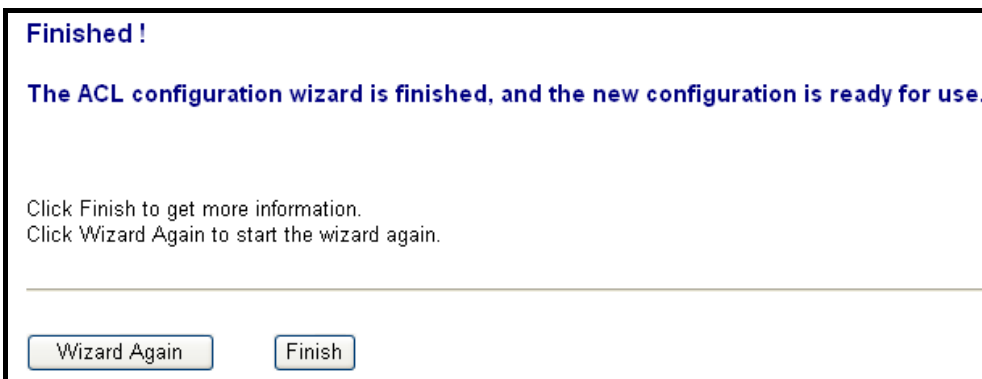 Finished !
The ACL configuration wizard is finished, and the new configuration is ready for use.
Click Finish to get more information.
Click Wizard Again to start the wizard again.
Wizard Again Finish